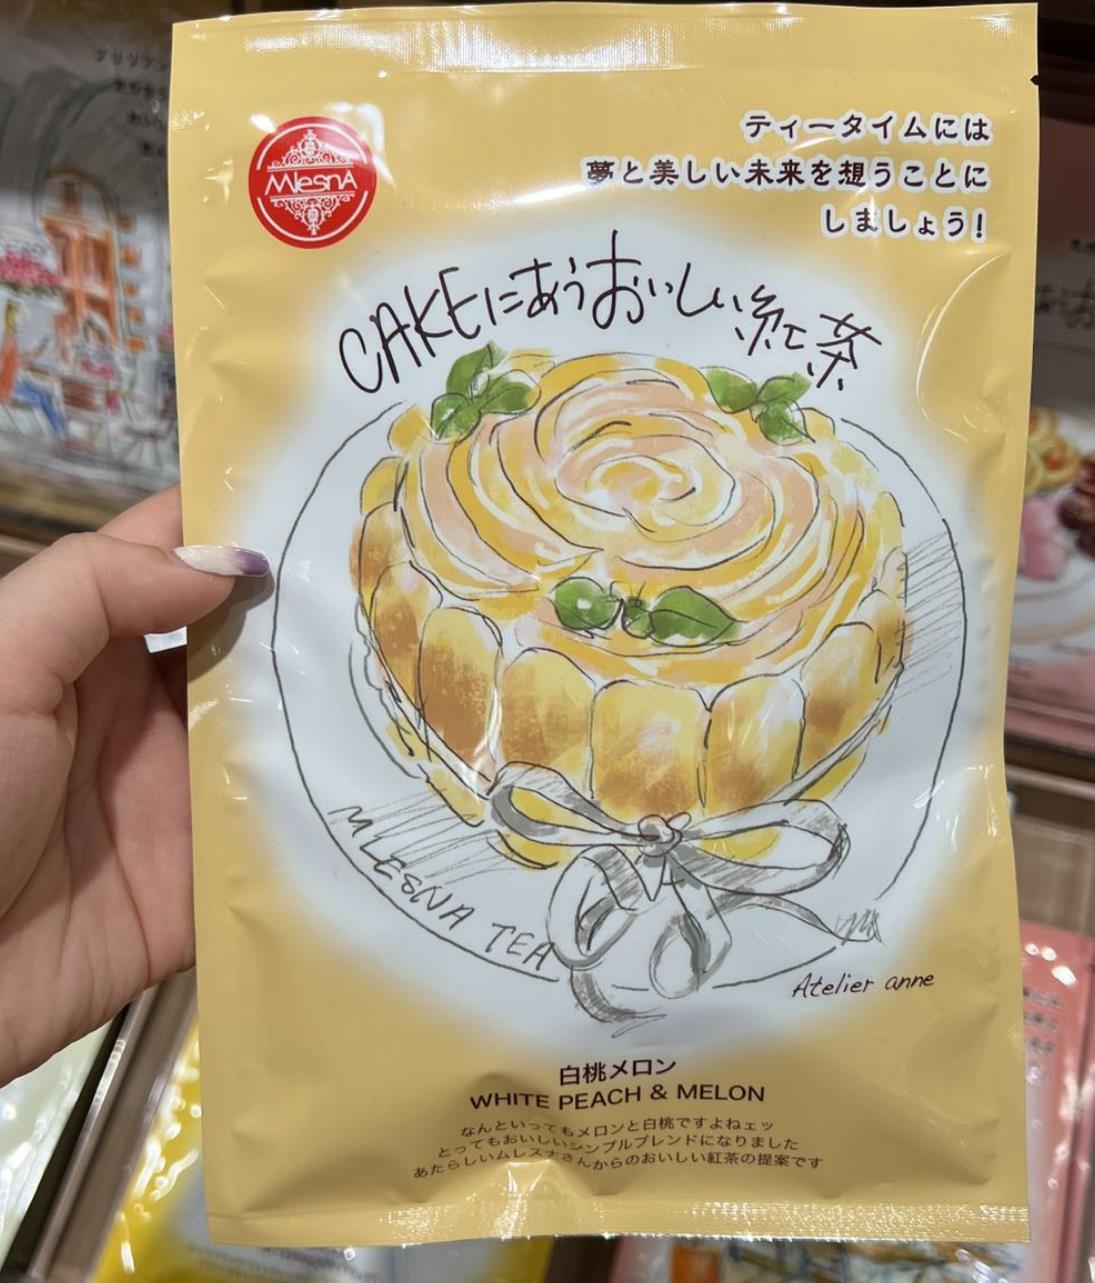 MlesnA
ティータイムには
夢と美しい未来を想うことに
しましょう!
CAKEにあうおいしい紅茶
MLESNA TEA
Atelier anne
白桃メロン
WHITE PEACH & MELON
なんといってもメロンと白桃ですよねェッ
とってもおいしいシンプルブレンドになりました
あたらしいムレスナさんからのおいしい紅茶の提案です